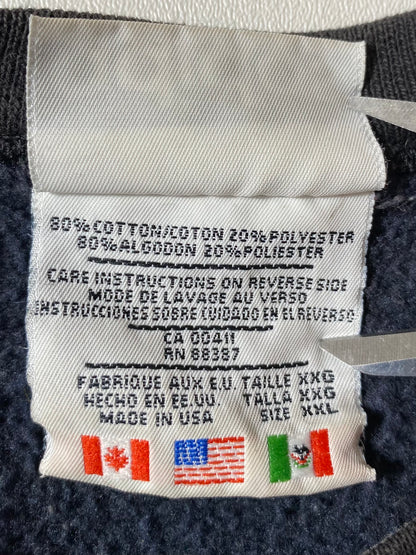 80% COTTON/COTON 20% POLYESTER
80% ALGODON 20% POLIESTER
CARE INSTRUCTIONS ON REVERSE SIDE
MODE DE LAVAGE AU VERSO
INSTRUCCIONES SOBRE CUIDADO EN EL REVERSO
CA 00411
RN 88387
FABRIQUE AUX E.U. TAILLE XXG
HECHO EN EE.UU. TALLA XXG
MADE IN USA SIZE XXL